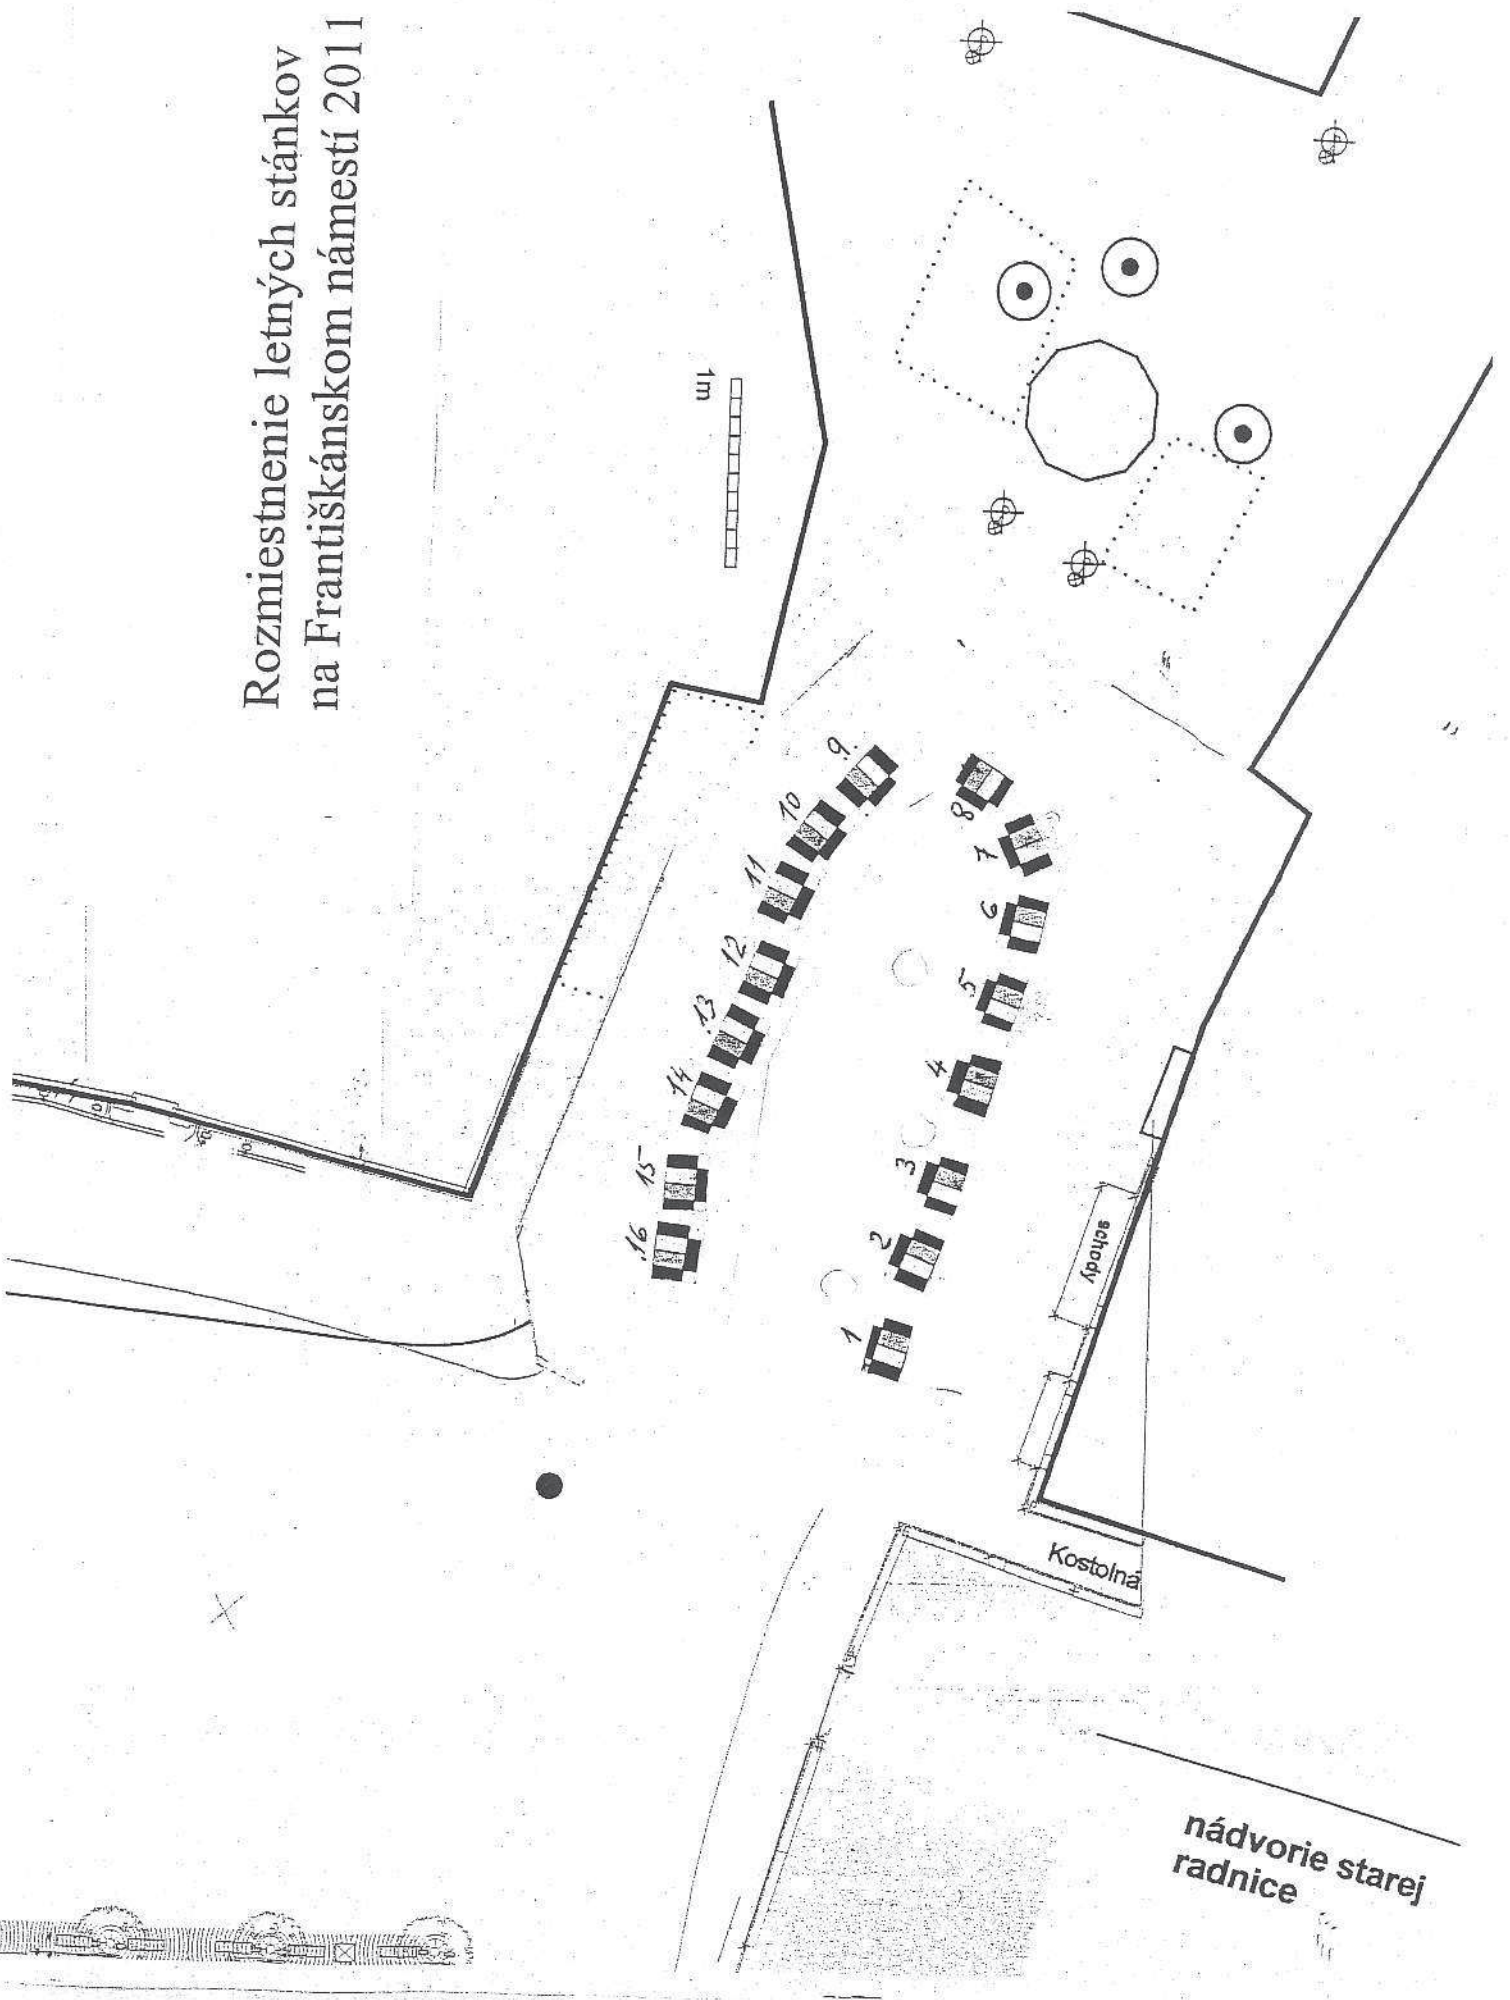 Rozmiestnenie letných stánkov
na Františkánskom námestí 2011
1m
9.
10
11
12
.13
14
15
.16
8
7
6
5
4
3
2
1
schody
Kostolná
nádvorie starej
radnice